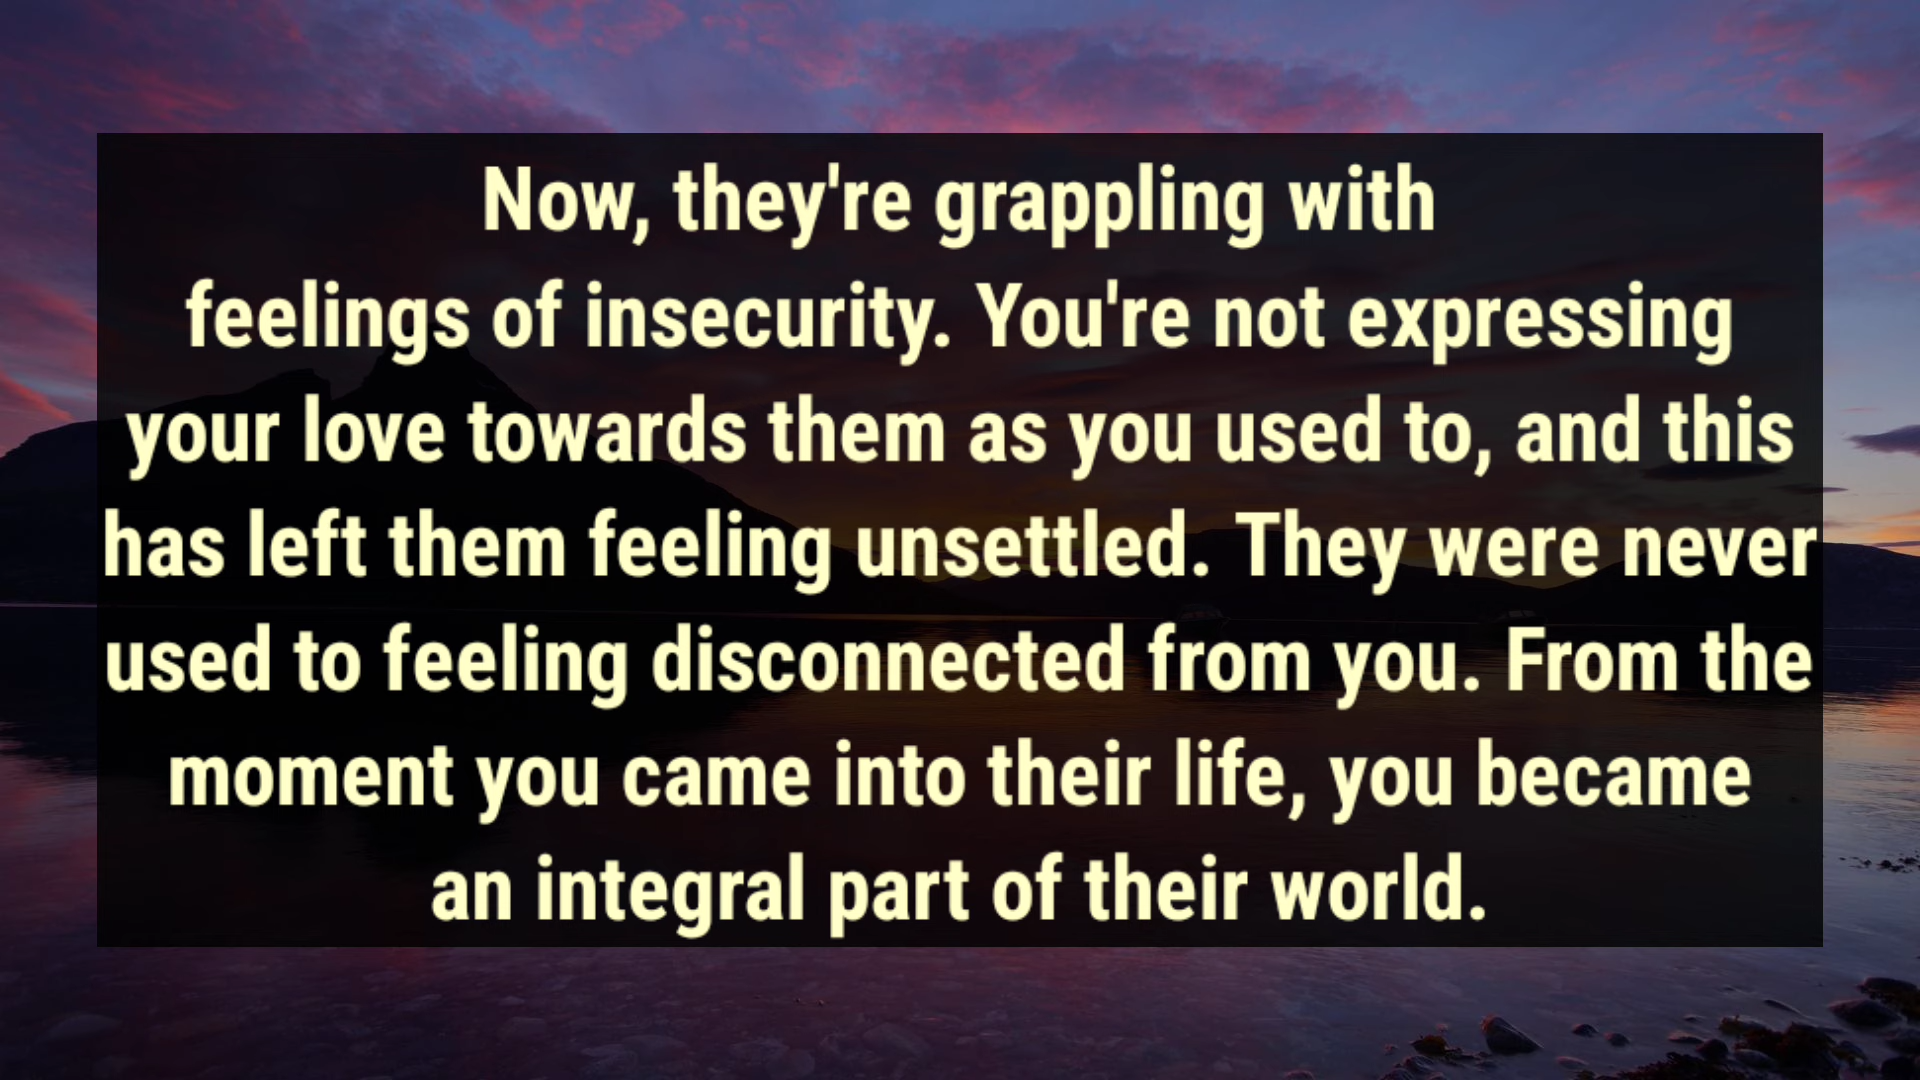 Now, they're grappling with
feelings of insecurity. You're not expressing
your love towards them as you used to, and this
has left them feeling unsettled. They were never
used to feeling disconnected from you. From the
moment you came into their life, you became
an integral part of their world.